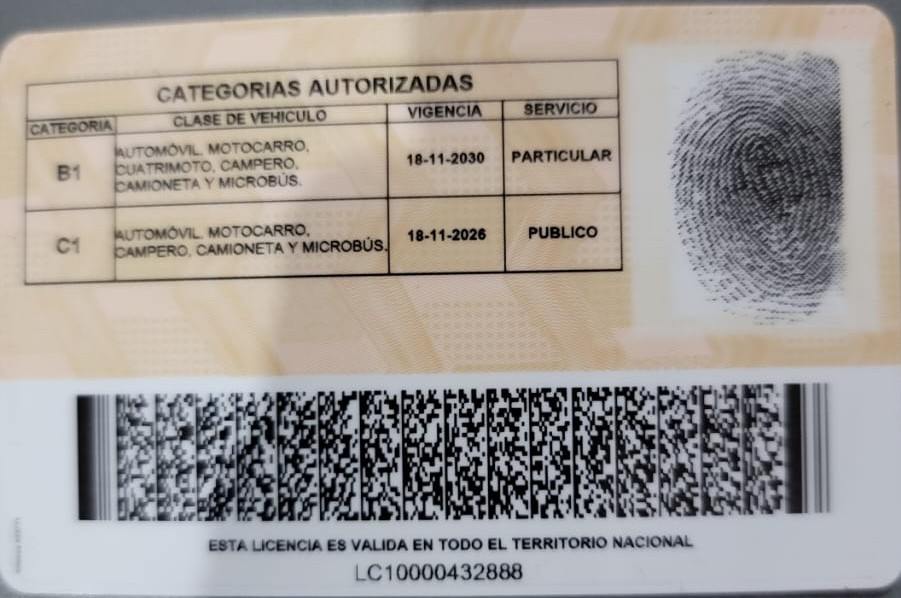 CATEGORIAS AUTORIZADAS
CATEGORIA CLASE DE VEHICULO VIGENCIA SERVICIO
B1 AUTOMÓVIL, MOTOCARRO, CUATRIMOTO, CAMPERO, CAMIONETA Y MICROBÚS. 18-11-2030 PARTICULAR
C1 AUTOMÓVIL, MOTOCARRO, CAMPERO, CAMIONETA Y MICROBÚS. 18-11-2026 PUBLICO
ESTA LICENCIA ES VALIDA EN TODO EL TERRITORIO NACIONAL
LC10000432888